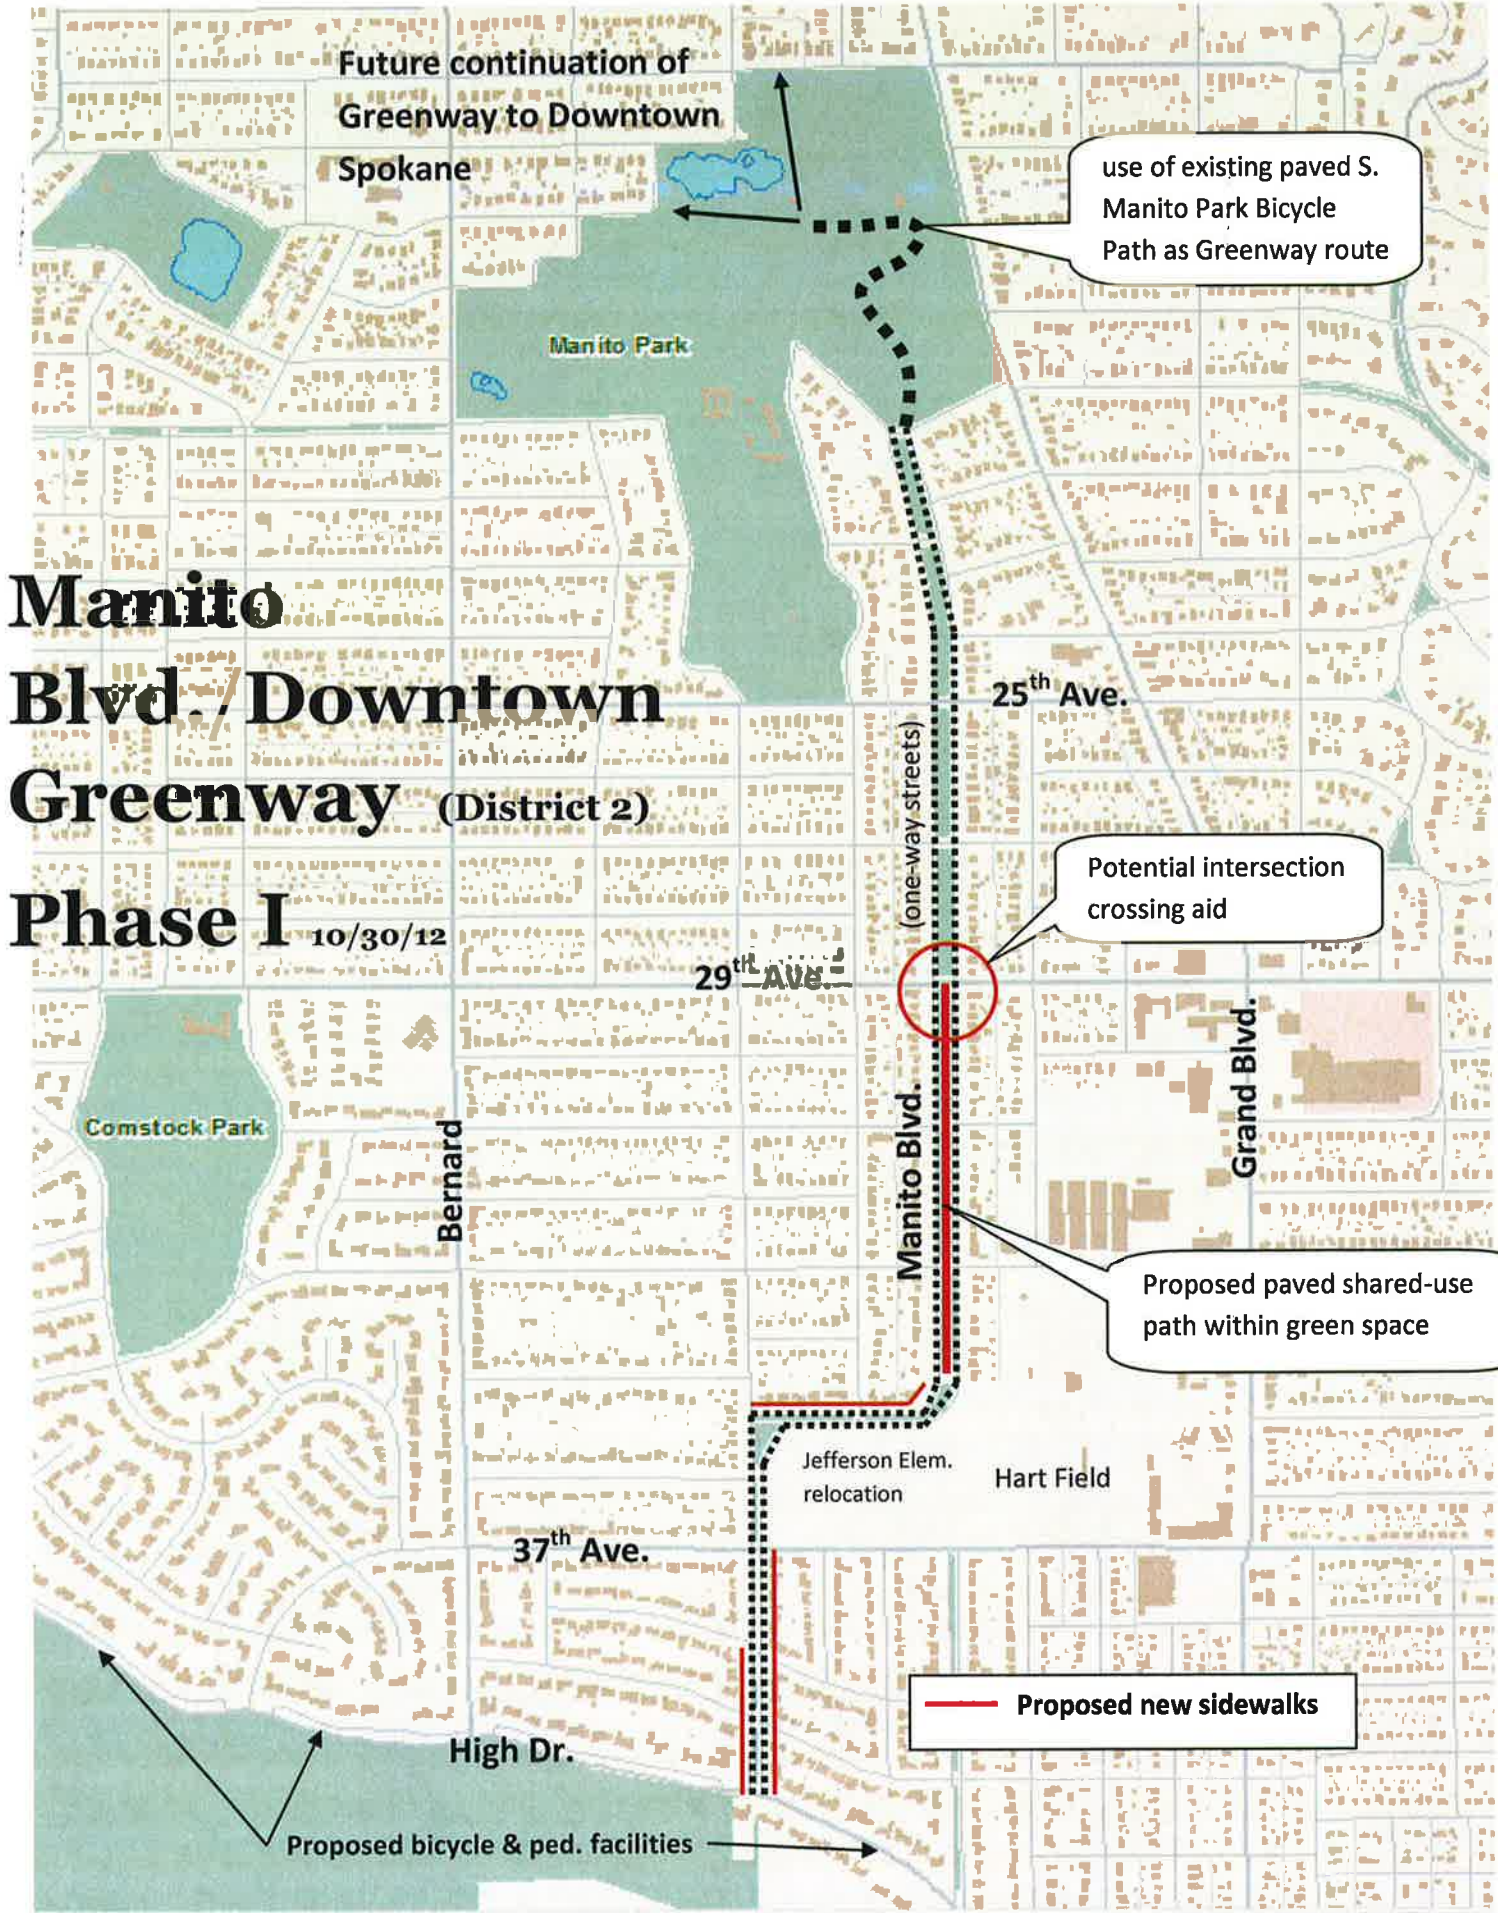 Future continuation of
Greenway to Downtown
Spokane
use of existing paved S.
Manito Park Bicycle
Path as Greenway route
Manito Park
Manito
Blvd./Downtown
Greenway (District 2)
Phase I 10/30/12
25th Ave.
(one-way streets)
Potential intersection
crossing aid
29th Ave.
Grand Blvd.
Manito Blvd.
Comstock Park
Bernard
Proposed paved shared-use
path within green space
Jefferson Elem.
relocation
Hart Field
37th Ave.
Proposed new sidewalks
High Dr.
Proposed bicycle & ped. facilities